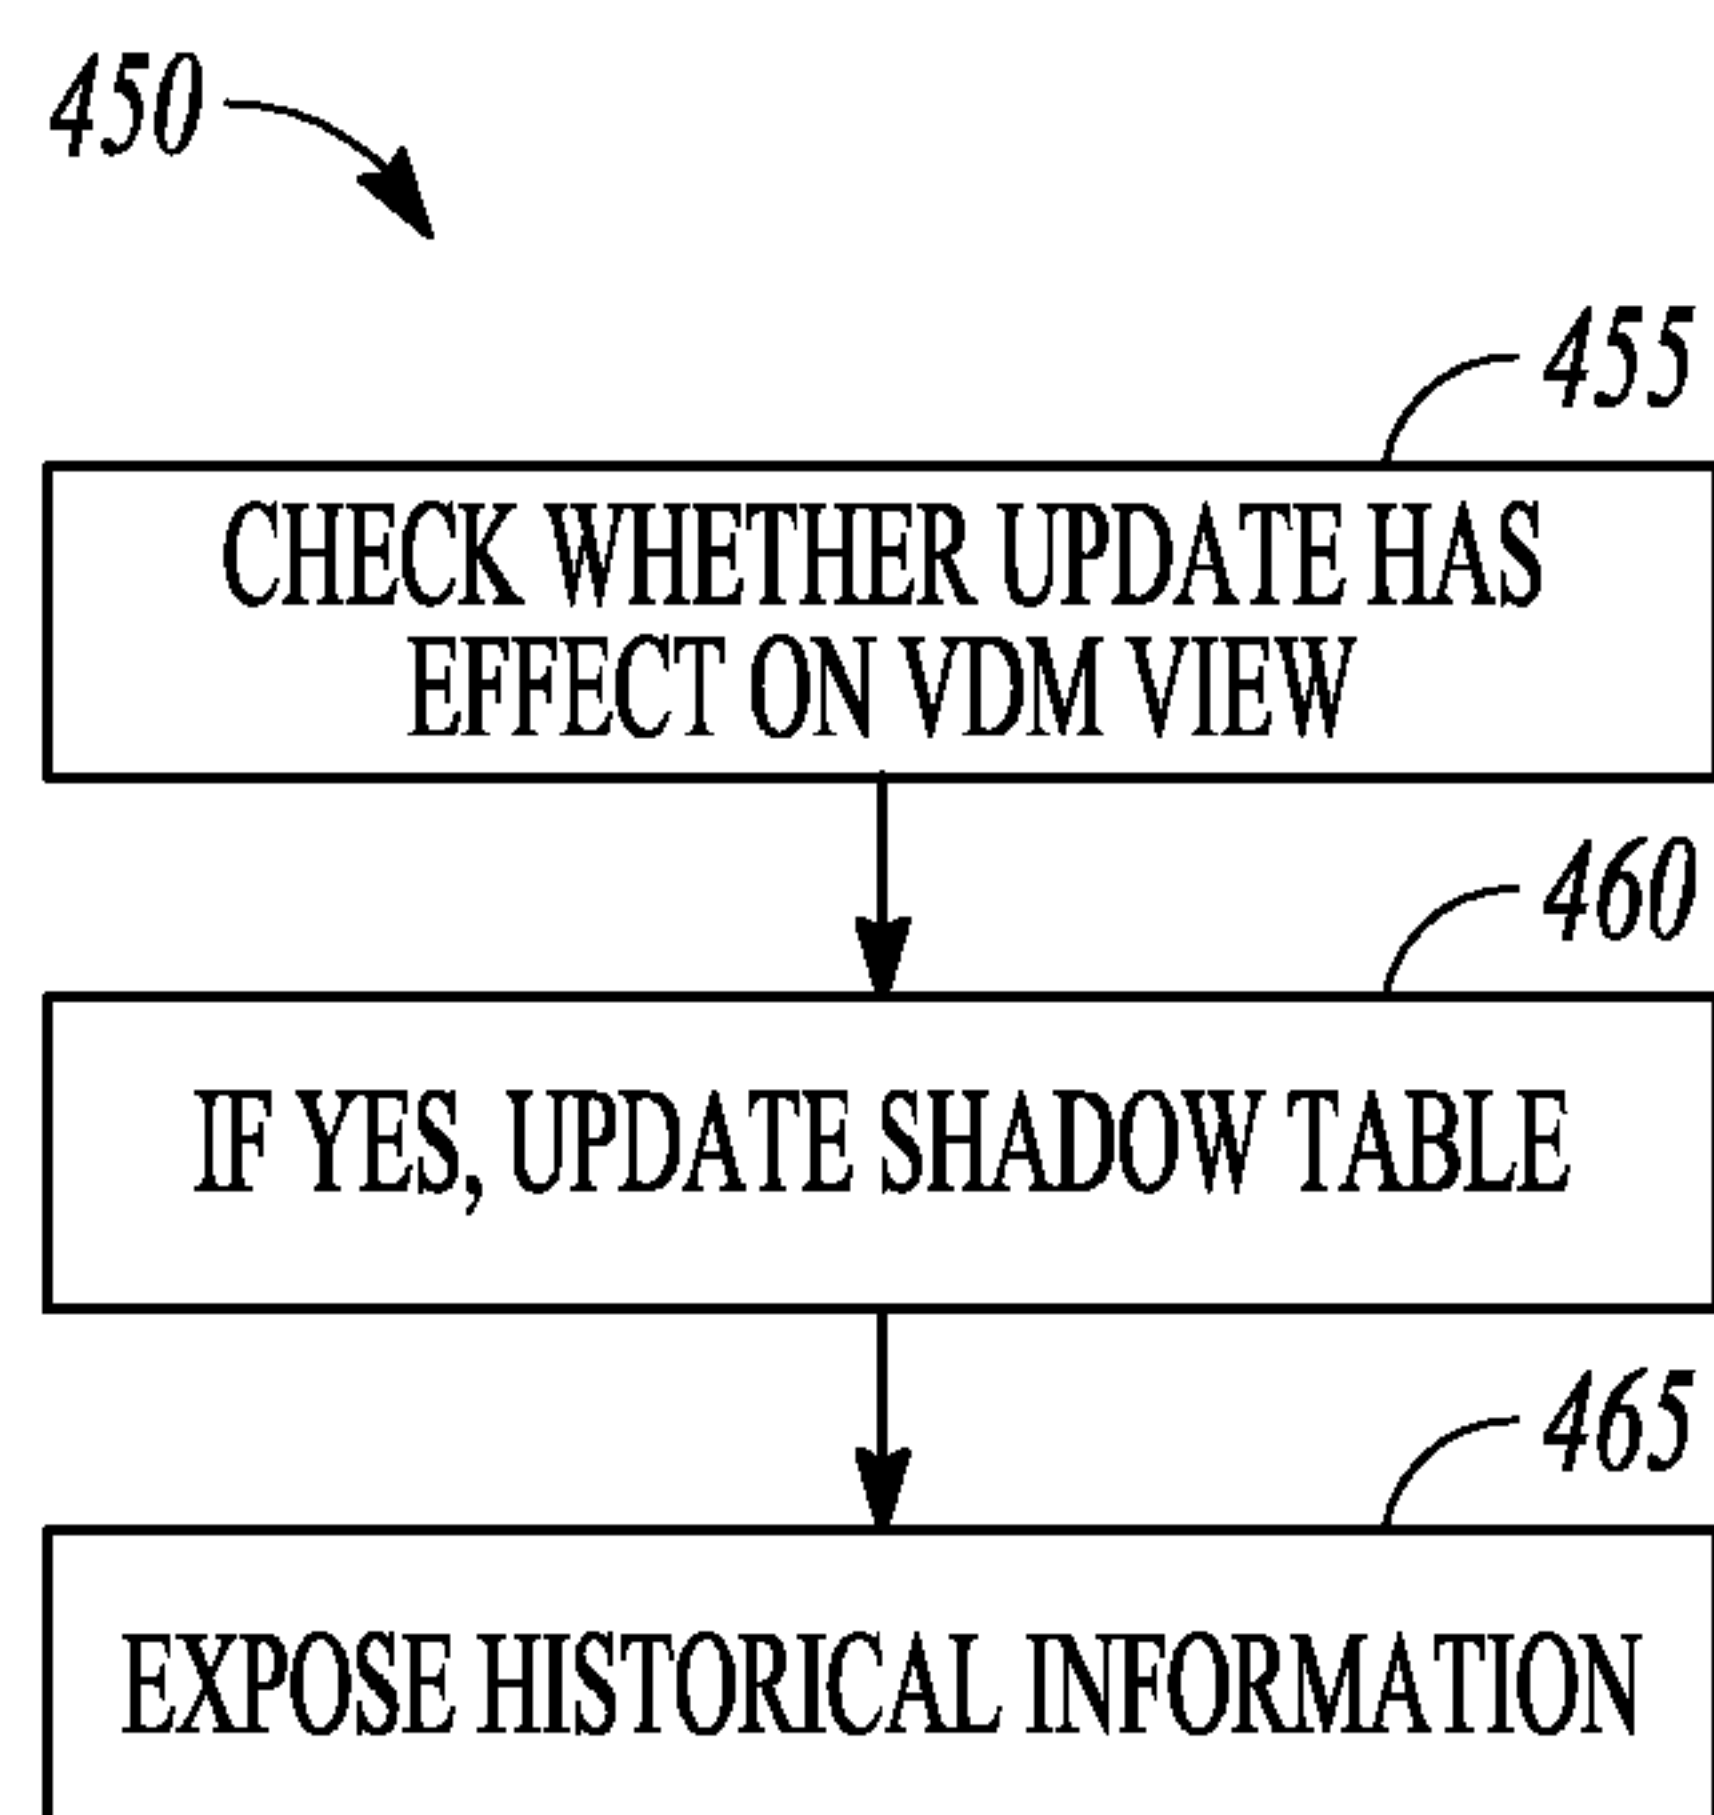 450
455
CHECK WHETHER UPDATE HAS
EFFECT ON VDM VIEW
460
IF YES, UPDATE SHADOW TABLE
465
EXPOSE HISTORICAL INFORMATION